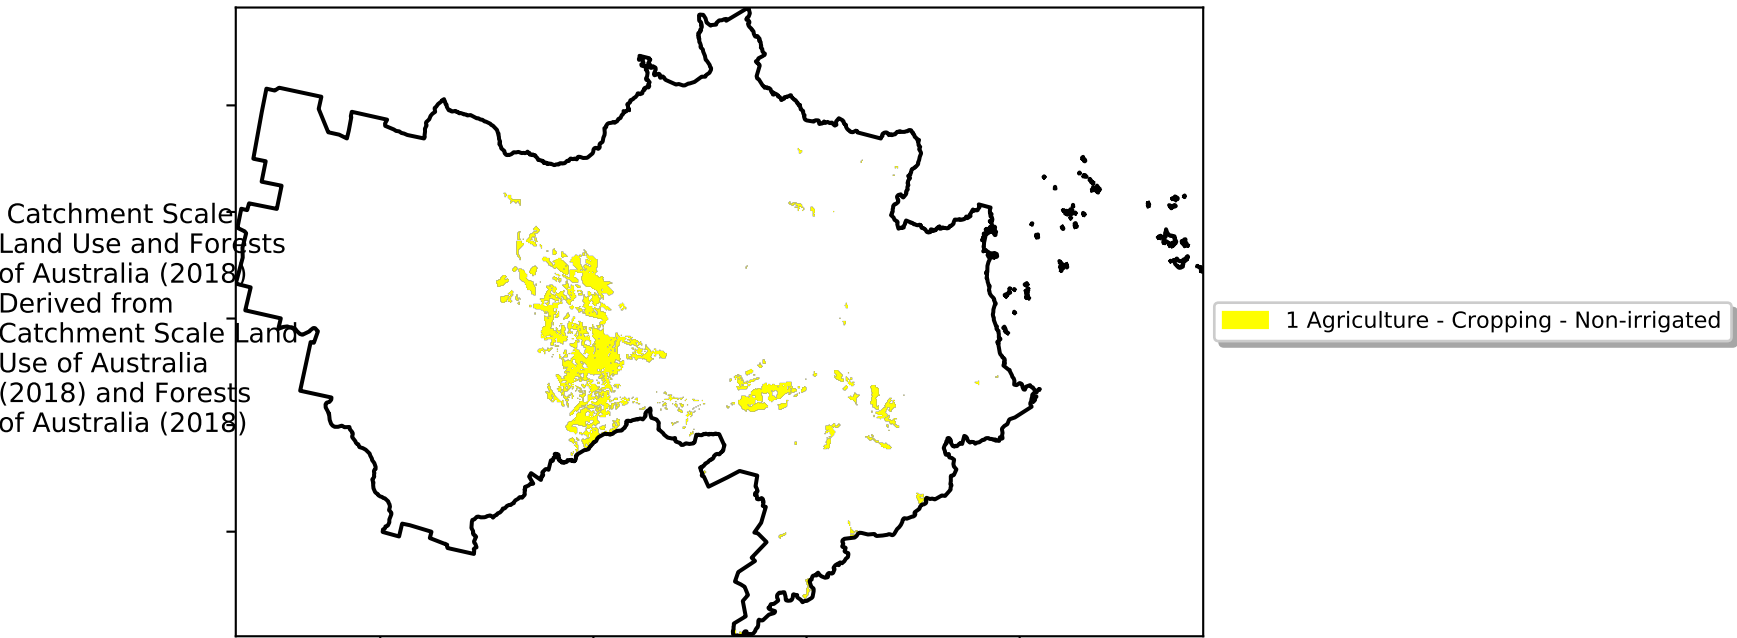 Catchment Scale
Land Use and Forests
of Australia (2018)
Derived from
Catchment Scale Land
Use of Australia
(2018) and Forests
of Australia (2018)
1 Agriculture - Cropping - Non-irrigated